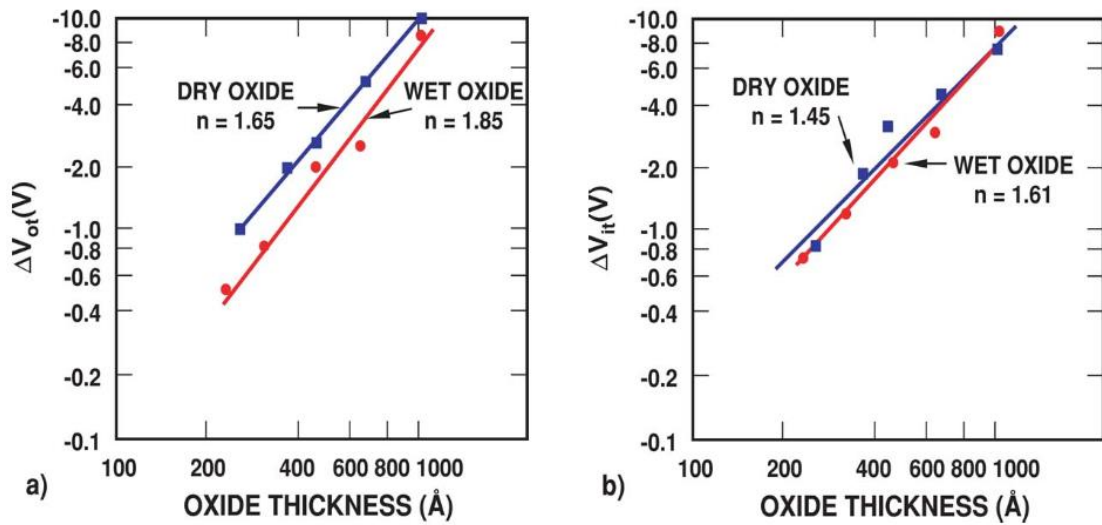 -10.0
-8.0
-6.0
-4.0
-2.0
-1.0
-0.8
-0.6
-0.4
-0.2
-0.1
ΔVot(V)
DRY OXIDE
n = 1.65
WET OXIDE
n = 1.85
100
200
400
600
800
1000
a)
OXIDE THICKNESS (Å)
-10.0
-8.0
-6.0
-4.0
-2.0
-1.0
-0.8
-0.6
-0.4
-0.2
-0.1
ΔVit(V)
DRY OXIDE
n = 1.45
WET OXIDE
n = 1.61
100
200
400
600
800
1000
b)
OXIDE THICKNESS (Å)